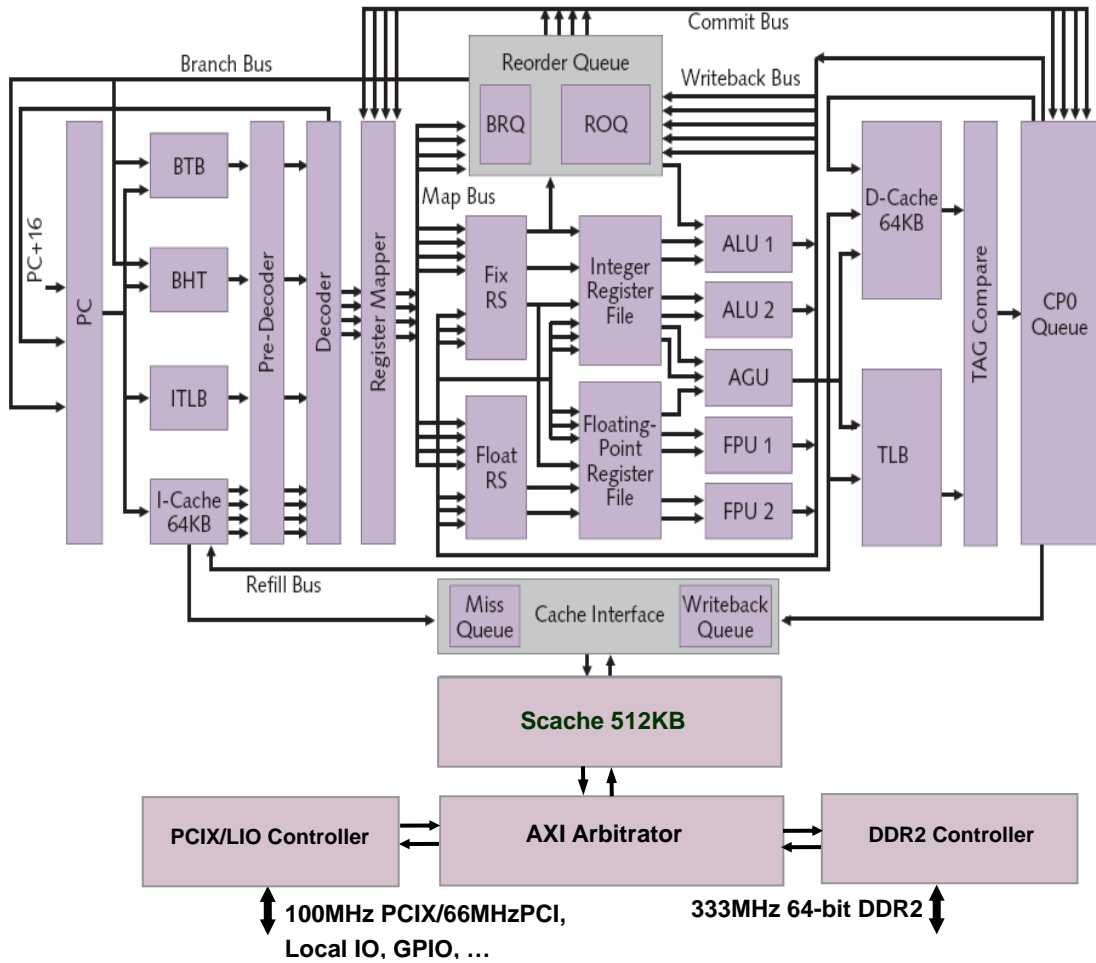 Commit Bus
Reorder Queue
Branch Bus
Writeback Bus
BRQ
ROQ
Map Bus
PC+16
PC
BTB
BHT
ITLB
I-Cache
64KB
Pre-Decoder
Decoder
Register Mapper
Fix
RS
Float
RS
Integer
Register
File
Floating-
Point
Register
File
ALU 1
ALU 2
AGU
FPU 1
FPU 2
D-Cache
64KB
TLB
TAG Compare
CP0
Queue
Refill Bus
Miss
Queue
Cache Interface
Writeback
Queue
Scache 512KB
PCIX/LIO Controller
AXI Arbitrator
DDR2 Controller
100MHz PCIX/66MHzPCI,
Local IO, GPIO, …
333MHz 64-bit DDR2